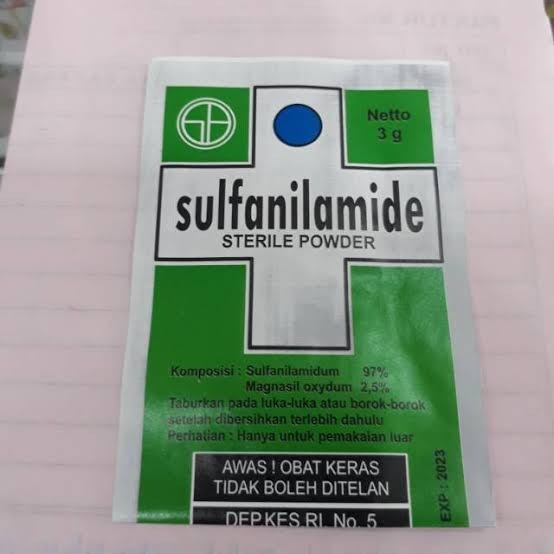 Netto
3 g
sulfanilamide
STERILE POWDER
Komposisi : Sulfanilamidum 97%
Magnasil oxydum 2,5%
Taburkan pada luka-luka atau borok-borok
setelah dibersihkan terlebih dahulu
Perhatian : Hanya untuk pemakaian luar
AWAS ! OBAT KERAS
TIDAK BOLEH DITELAN
DEPKES RI. No. 5
EXP : 2023